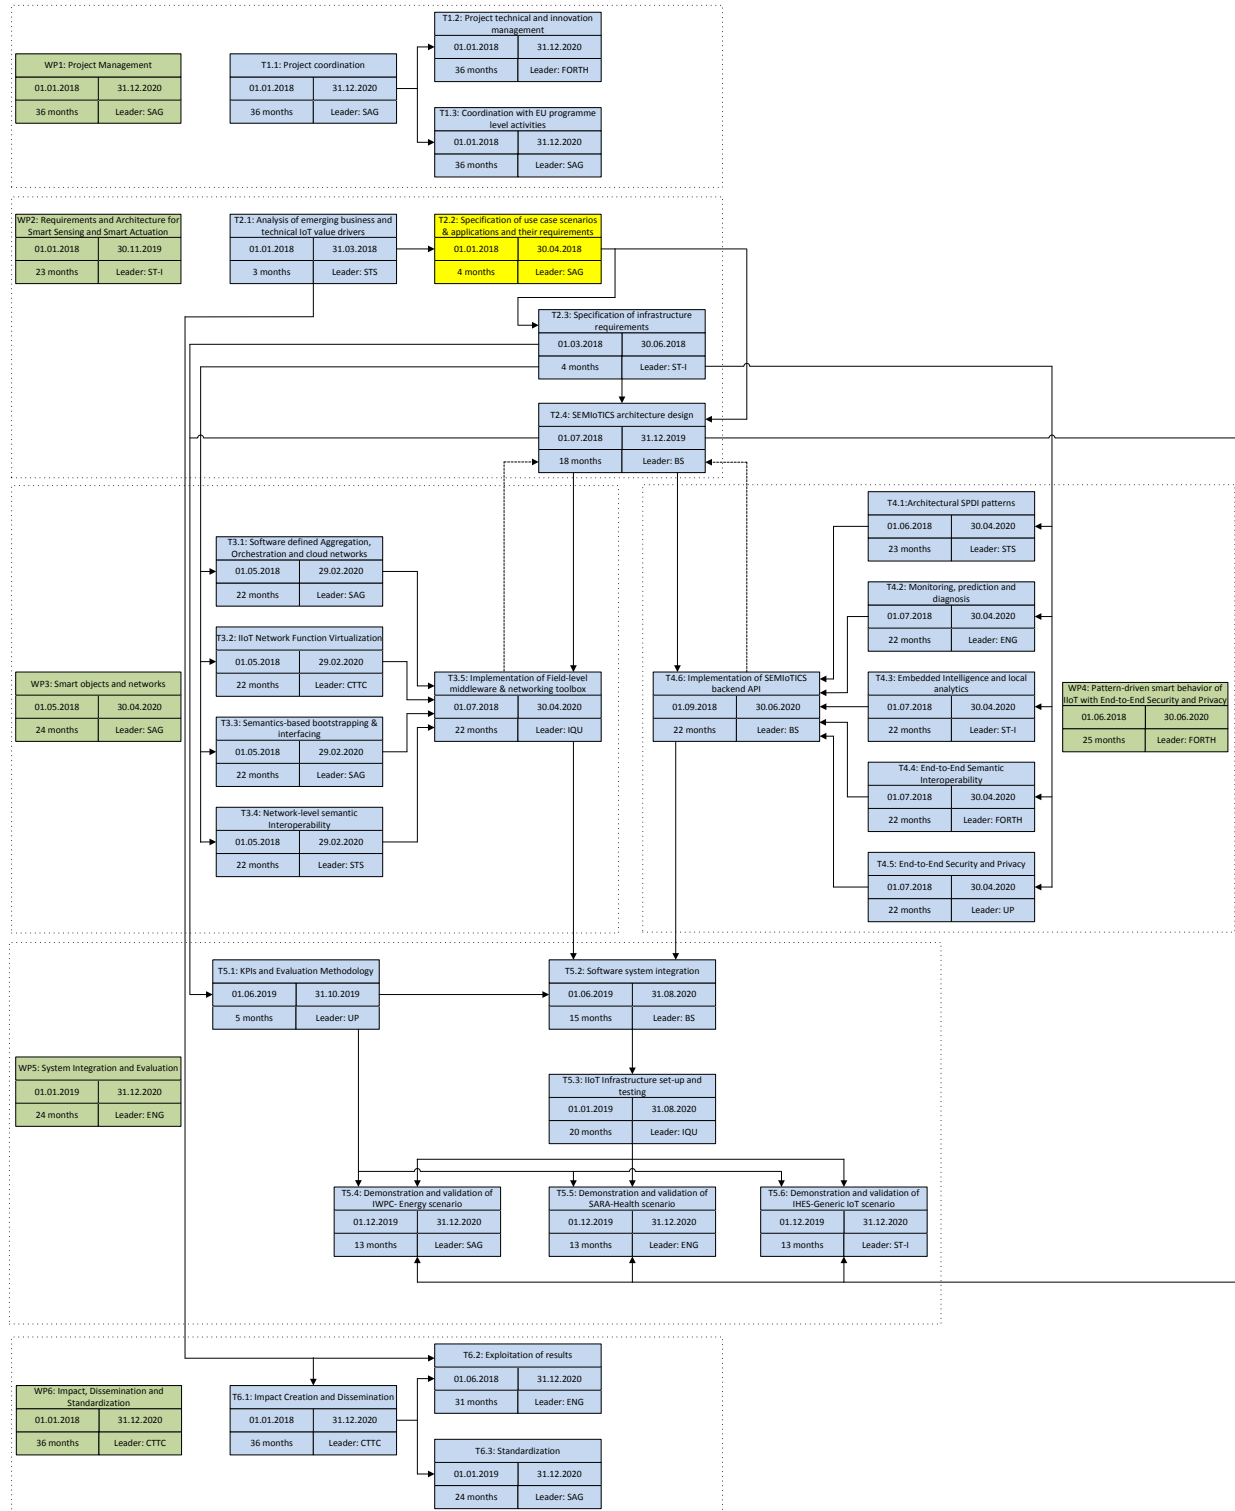 WP1: Project Management
01.01.2018 31.12.2020
36 months Leader: SAG
T1.1: Project coordination
01.01.2018 31.12.2020
36 months Leader: SAG
T1.2: Project technical and innovation
management
01.01.2018 31.12.2020
36 months Leader: FORTH
T1.3: Coordination with EU programme
level activities
01.01.2018 31.12.2020
36 months Leader: SAG
WP2: Requirements and Architecture for
Smart Sensing and Smart Actuation
01.01.2018 30.11.2019
23 months Leader: ST-I
T2.1: Analysis of emerging business and
technical IoT value drivers
01.01.2018 31.03.2018
3 months Leader: STS
T2.2: Specification of use case scenarios
& applications and their requirements
01.01.2018 30.04.2018
4 months Leader: SAG
T2.3: Specification of infrastructure
requirements
01.03.2018 30.06.2018
4 months Leader: ST-I
T2.4: SEMIoTICS architecture design
01.07.2018 31.12.2019
18 months Leader: BS
WP3: Smart objects and networks
01.05.2018 30.04.2020
24 months Leader: SAG
T3.1: Software defined Aggregation,
Orchestration and cloud networks
01.05.2018 29.02.2020
22 months Leader: SAG
T3.2: IIoT Network Function Virtualization
01.05.2018 29.02.2020
22 months Leader: CTTC
T3.3: Semantics-based bootstrapping &
interfacing
01.05.2018 29.02.2020
22 months Leader: SAG
T3.4: Network-level semantic
Interoperability
01.05.2018 29.02.2020
22 months Leader: STS
T3.5: Implementation of Field-level
middleware & networking toolbox
01.07.2018 30.04.2020
22 months Leader: IQU
T4.6: Implementation of SEMIoTICS
backend API
01.09.2018 30.06.2020
22 months Leader: BS
T4.1:Architectural SPDI patterns
01.06.2018 30.04.2020
23 months Leader: STS
T4.2: Monitoring, prediction and
diagnosis
01.07.2018 30.04.2020
22 months Leader: ENG
T4.3: Embedded Intelligence and local
analytics
01.07.2018 30.04.2020
22 months Leader: ST-I
T4.4: End-to-End Semantic
Interoperability
01.07.2018 30.04.2020
22 months Leader: FORTH
T4.5: End-to-End Security and Privacy
01.07.2018 30.04.2020
22 months Leader: UP
WP4: Pattern-driven smart behavior of
IIoT with End-to-End Security and Privacy
01.06.2018 30.06.2020
25 months Leader: FORTH
WP5: System Integration and Evaluation
01.01.2019 31.12.2020
24 months Leader: ENG
T5.1: KPIs and Evaluation Methodology
01.06.2019 31.10.2019
5 months Leader: UP
T5.2: Software system integration
01.06.2019 31.08.2020
15 months Leader: BS
T5.3: IIoT Infrastructure set-up and
testing
01.01.2019 31.08.2020
20 months Leader: IQU
T5.4: Demonstration and validation of
IWPC- Energy scenario
01.12.2019 31.12.2020
13 months Leader: SAG
T5.5: Demonstration and validation of
SARA-Health scenario
01.12.2019 31.12.2020
13 months Leader: ENG
T5.6: Demonstration and validation of
IHES-Generic IoT scenario
01.12.2019 31.12.2020
13 months Leader: ST-I
WP6: Impact, Dissemination and
Standardization
01.01.2018 31.12.2020
36 months Leader: CTTC
T6.1: Impact Creation and Dissemination
01.01.2018 31.12.2020
36 months Leader: CTTC
T6.2: Exploitation of results
01.06.2018 31.12.2020
31 months Leader: ENG
T6.3: Standardization
01.01.2019 31.12.2020
24 months Leader: SAG